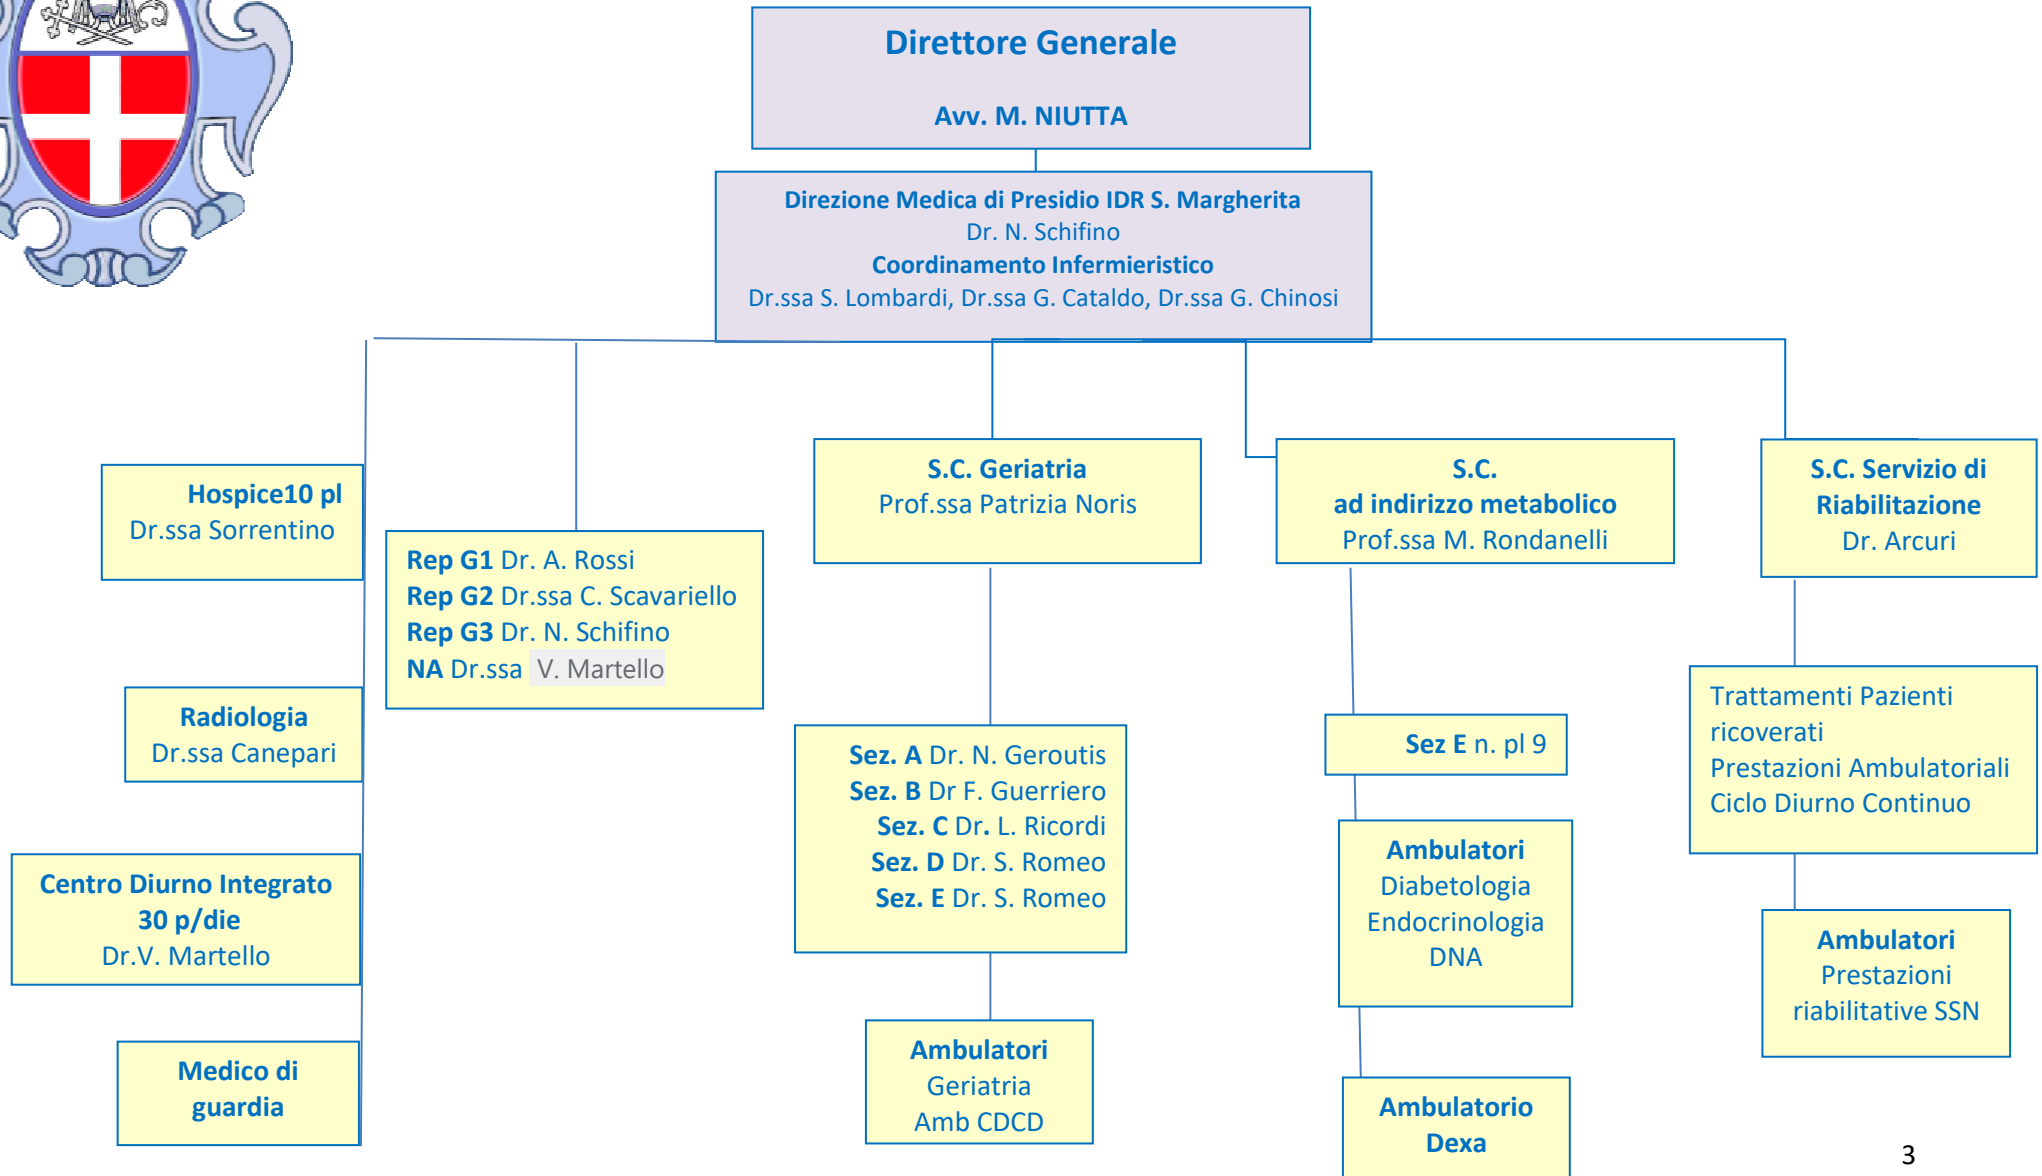 Direttore Generale
Avv. M. NIUTTA
Direzione Medica di Presidio IDR S. Margherita
Dr. N. Schifino
Coordinamento Infermieristico
Dr.ssa S. Lombardi, Dr.ssa G. Cataldo, Dr.ssa G. Chinosi
Hospice10 pl
Dr.ssa Sorrentino
Radiologia
Dr.ssa Canepari
Centro Diurno Integrato
30 p/die
Dr.V. Martello
Medico di
guardia
Rep G1 Dr. A. Rossi
Rep G2 Dr.ssa C. Scavariello
Rep G3 Dr. N. Schifino
NA Dr.ssa V. Martello
S.C. Geriatria
Prof.ssa Patrizia Noris
Sez. A Dr. N. Geroutis
Sez. B Dr F. Guerriero
Sez. C Dr. L. Ricordi
Sez. D Dr. S. Romeo
Sez. E Dr. S. Romeo
Ambulatori
Geriatria
Amb CDCD
S.C.
ad indirizzo metabolico
Prof.ssa M. Rondanelli
Sez E n. pl 9
Ambulatori
Diabetologia
Endocrinologia
DNA
Ambulatorio
Dexa
S.C. Servizio di
Riabilitazione
Dr. Arcuri
Trattamenti Pazienti
ricoverati
Prestazioni Ambulatoriali
Ciclo Diurno Continuo
Ambulatori
Prestazioni
riabilitative SSN
3